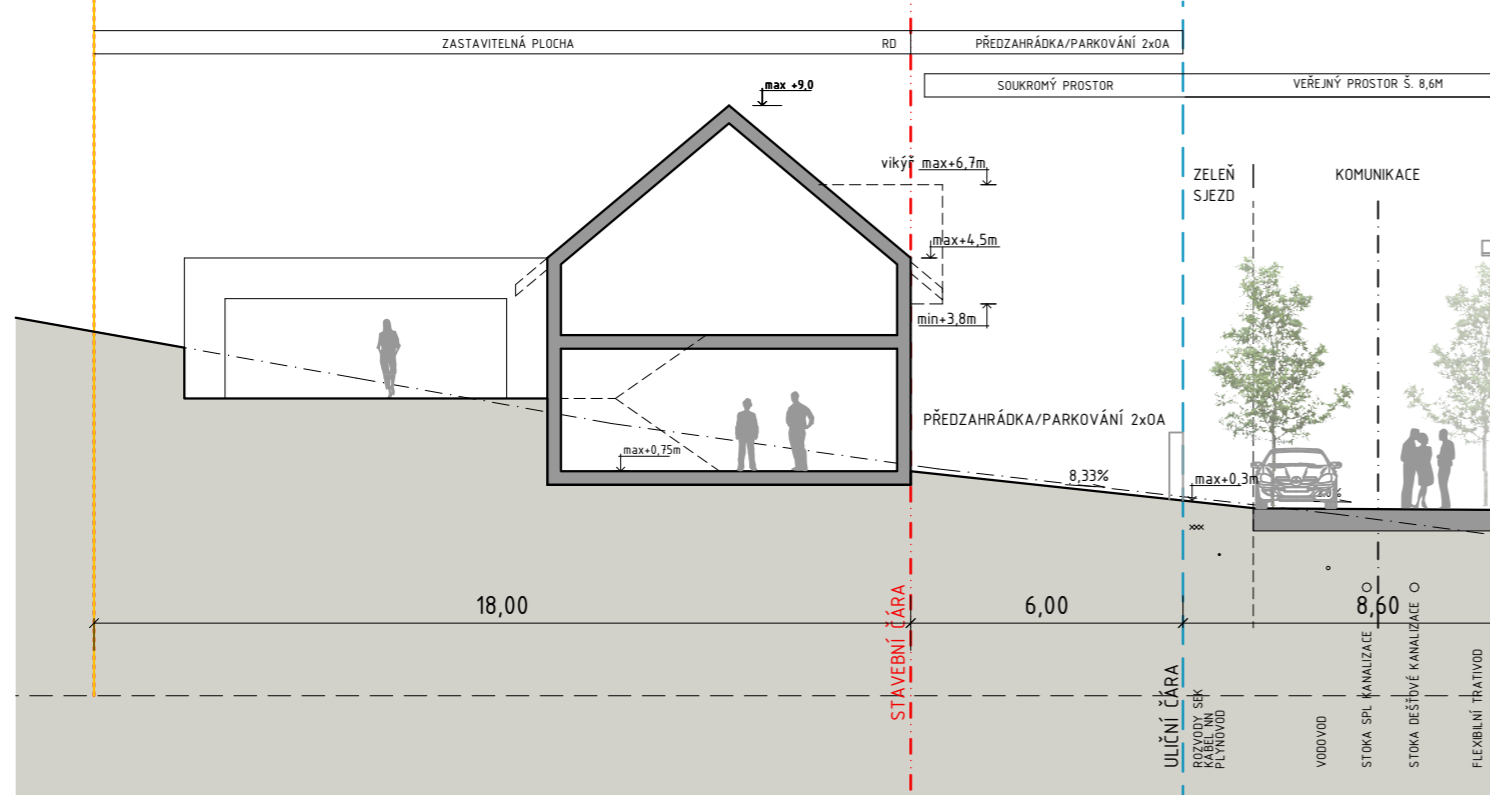 ZASTAVITELNÁ PLOCHA
RD
PŘEDZAHRÁDKA/PARKOVÁNÍ 2xOA
SOUKROMÝ PROSTOR
VEŘEJNÝ PROSTOR Š. 8,6M
max +9,0
vikýř max+6,7m
ZELEŇ
SJEZD
KOMUNIKACE
max+4,5m
min+3,8m
PŘEDZAHRÁDKA/PARKOVÁNÍ 2xOA
max+0,75m
8,33%
max+0,3m
18,00
6,00
8,60
STAVEBNÍ ČÁRA
ULIČNÍ ČÁRA
ROZVODY SEK
KABEL NN
PLYNOVOD
VODOVOD
STOKA SPL KANALIZACE
STOKA DEŠŤOVÉ KANALIZACE
FLEXIBILNÍ TRATIVOD